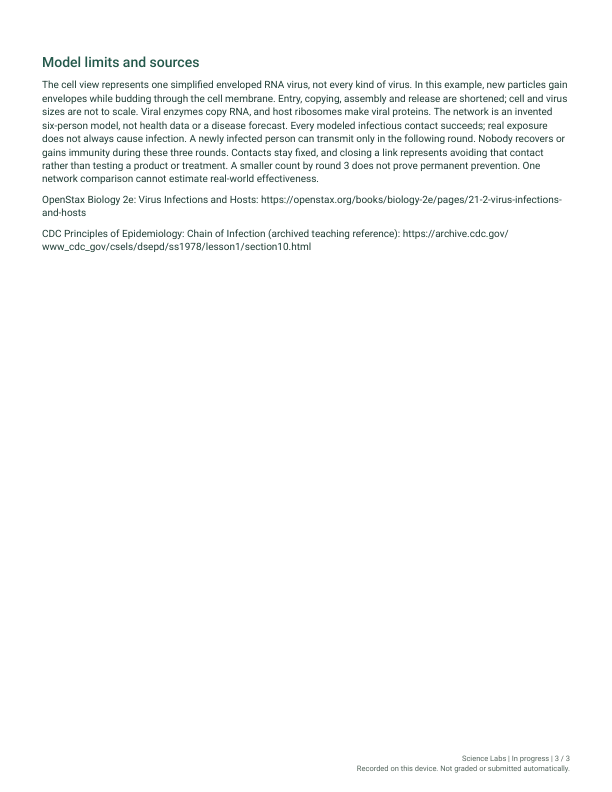 Model limits and sources
The cell view represents one simplified enveloped RNA virus, not every kind of virus. In this example, new particles gain
envelopes while budding through the cell membrane. Entry, copying, assembly and release are shortened; cell and virus
sizes are not to scale. Viral enzymes copy RNA, and host ribosomes make viral proteins. The network is an invented
six-person model, not health data or a disease forecast. Every modeled infectious contact succeeds; real exposure
does not always cause infection. A newly infected person can transmit only in the following round. Nobody recovers or
gains immunity during these three rounds. Contacts stay fixed, and closing a link represents avoiding that contact
rather than testing a product or treatment. A smaller count by round 3 does not prove permanent prevention. One
network comparison cannot estimate real-world effectiveness.
OpenStax Biology 2e: Virus Infections and Hosts: https://openstax.org/books/biology-2e/pages/21-2-virus-infections-
and-hosts
CDC Principles of Epidemiology: Chain of Infection (archived teaching reference): https://archive.cdc.gov/
www_cdc_gov/csels/dsepd/ss1978/lesson1/section10.html
Science Labs | In progress | 3 / 3
Recorded on this device. Not graded or submitted automatically.